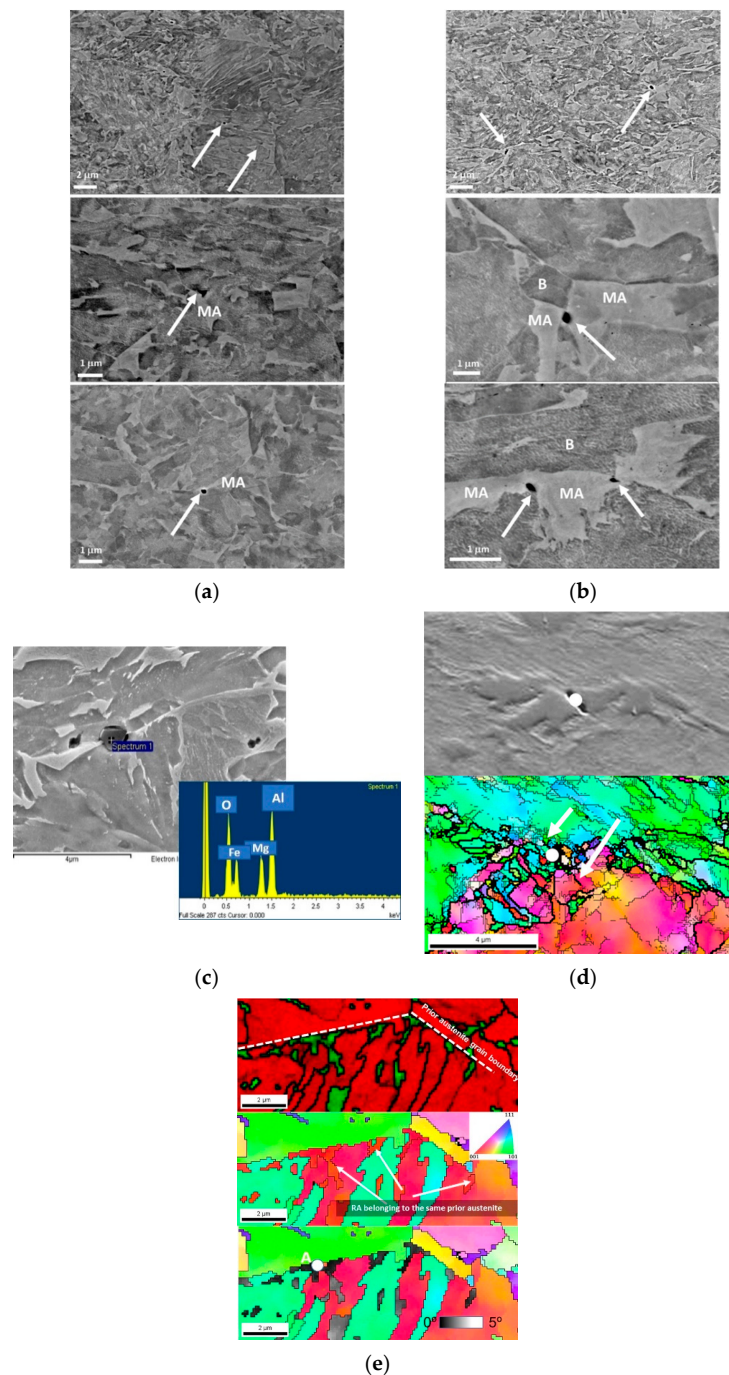 2 µm
2 µm
MA
1 µm
B
MA
MA
1 µm
MA
1 µm
B
MA
MA
1 µm
(a)
(b)
Spectrum 1
4µm
Spectrum 1
O
Al
Fe
Mg
0 0.5 1 1.5 2 2.5 3 3.5 4
Full Scale 287 cts Cursor: 0.000
keV
4 µm
(c)
(d)
Prior austenite grain boundary
2 µm
111
001 101
RA belonging to the same prior austenite
2 µm
A
0º 5º
2 µm
(e)